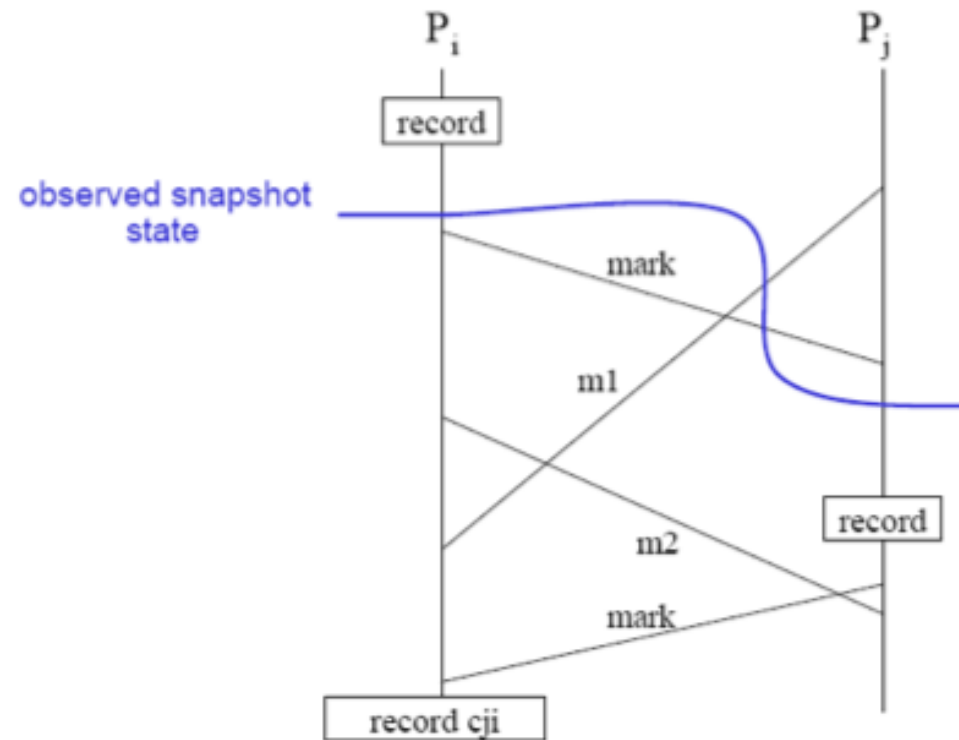 P_i
P_j
record
observed snapshot
state
mark
m1
m2
record
mark
record cji